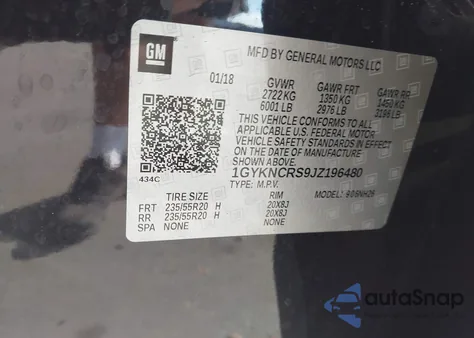 GM
MFD BY GENERAL MOTORS LLC
01/18
GVWR GAWR FRT GAWR RR
2722 KG 1350 KG 1450 KG
6001 LB 2976 LB
THIS VEHICLE CONFORMS TO ALL
APPLICABLE U.S. FEDERAL MOTOR
VEHICLE SAFETY STANDARDS IN EFFECT
ON THE DATE OF MANUFACTURE SHOWN ABOVE
1GYKNCRS9JZ196480
TYPE: M.P.V. MODEL:
434C
TIRE SIZE RIM
FRT 235/55R20 H 20X8J
RR 235/55R20 H 20X8J
SPA NONE NONE
autoSnap